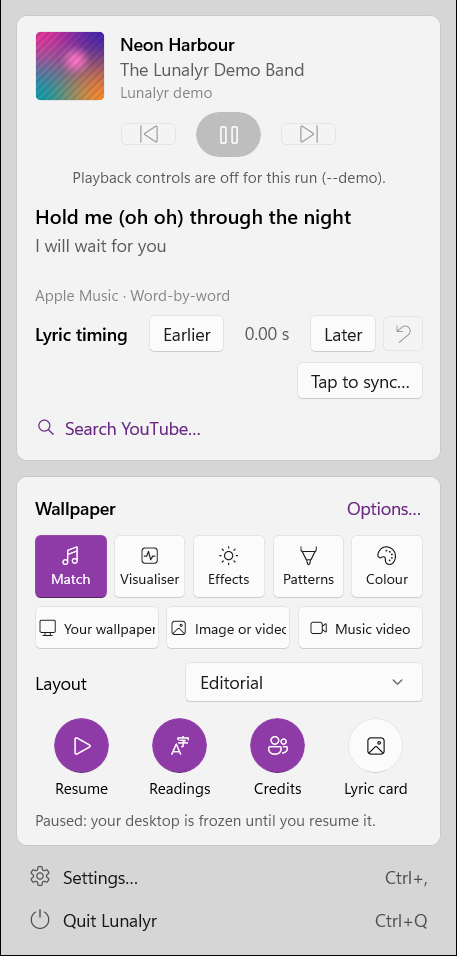 Neon Harbour
The Lunalyr Demo Band
Lunalyr demo
Playback controls are off for this run (--demo).
Hold me (oh oh) through the night
I will wait for you
Apple Music · Word-by-word
Lyric timing Earlier 0.00 s Later
Tap to sync...
Search YouTube...
Wallpaper Options...
Match Visualiser Effects Patterns Colour
Your wallpaper Image or video Music video
Layout Editorial
Resume Readings Credits Lyric card
Paused: your desktop is frozen until you resume it.
Settings... Ctrl+,
Quit Lunalyr Ctrl+Q